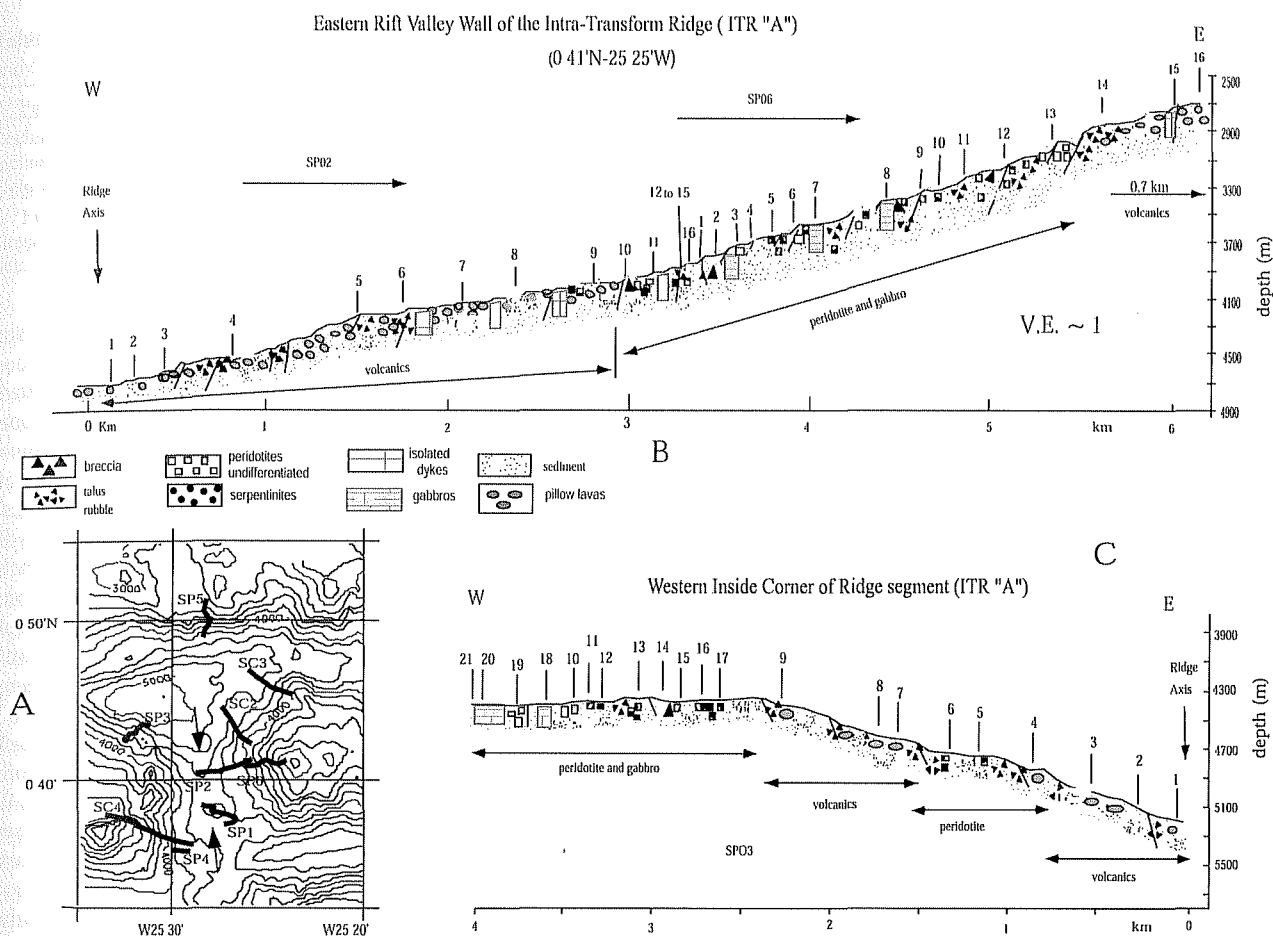 Eastern Rift Valley Wall of the Intra-Transform Ridge ( ITR "A")
(0 41'N-25 25'W)
W
E
SP02
SP06
Ridge
Axis
1 2 3 4 5 6 7 8 9 10 11 12 to 15 16 1 2 3 4 5 6 7 8 9 10 11 12 13 14 15 16
2500
2900
3300
3700
4100
4500
4900
depth (m)
0,7 km
volcanics
peridotite and gabbro
V.E. ~ 1
volcanics
0 Km 1 2 3 4 5 km 6
B
breccia
talus
rubble
peridotites
undifferentiated
serpentinites
isolated
dykes
gabbros
sediment
pillow lavas
A
3000
SP5
4000
0 50'N
SC3
5000
SC2
4000
SP3
4000
SP2
0 40'
SC4
SP1
SP4
4000
W25 30'
W25 20'
C
Western Inside Corner of Ridge segment (ITR "A")
W
E
21 20 19 18 10 11 12 13 14 15 16 17 9 8 7 6 5 4 3 2 1
Ridge
Axis
3900
4300
4700
5100
5500
depth (m)
peridotite and gabbro
volcanics
peridotite
volcanics
SPO3
4 3 2 1 km 0